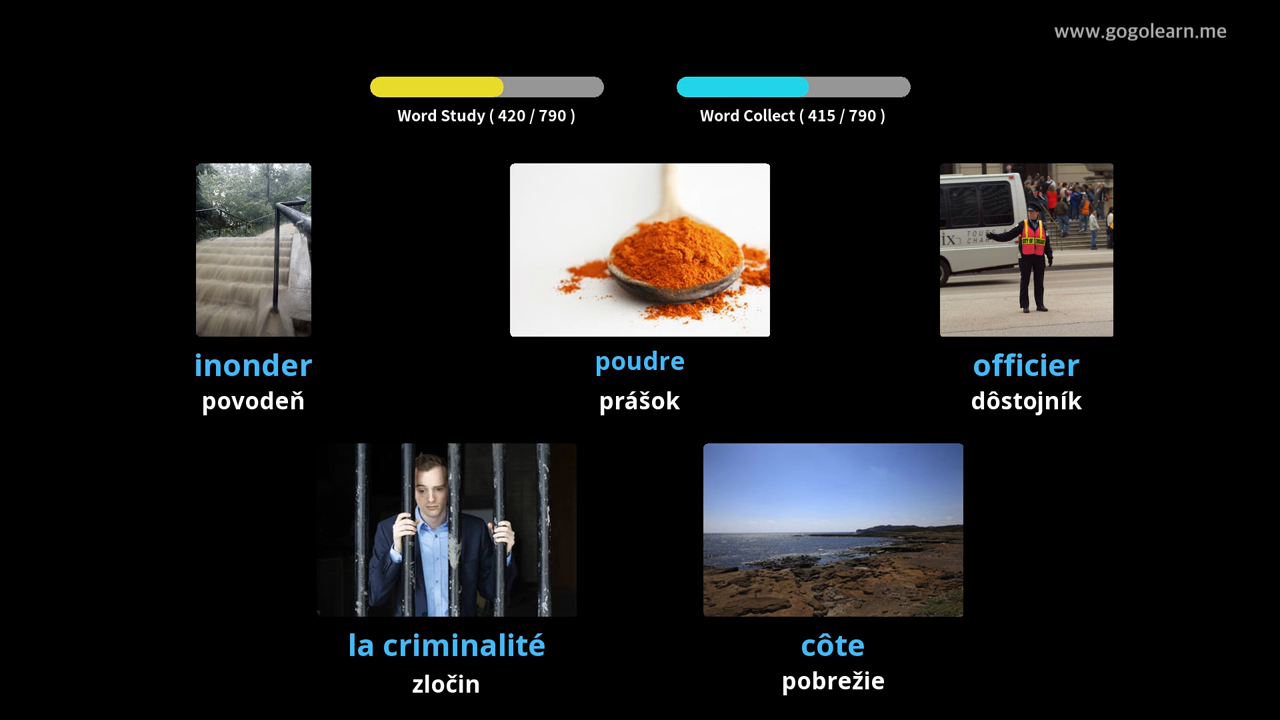 www.gogolearn.me
Word Study ( 420 / 790 )
Word Collect ( 415 / 790 )
inonder
povodeň
poudre
prášok
officier
dôstojník
la criminalité
zločin
côte
pobrežie